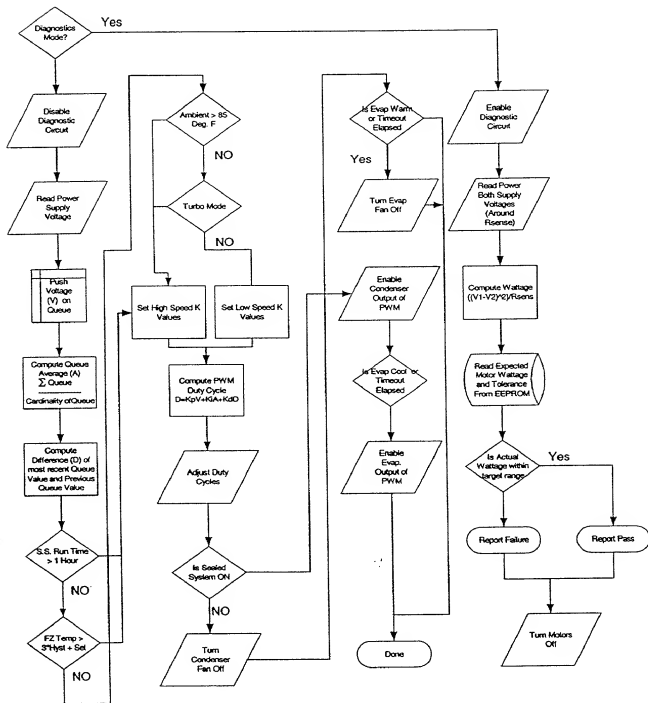 Diagnostics
Mode?
Yes
Disable
Diagnostic
Circuit
Read Power
Supply
Voltage
Push
Voltage
(V) on
Queue
Compute Queue
Average (A)
Σ Queue
Cardinality of Queue
Compute
Difference (D) of
most recent Queue
Value and Previous
Queue Value
S.S. Run Time
> 1 Hour
NO
FZ Temp >
3*Hyst + Set
NO
Ambient > 85
Deg. F
NO
Turbo Mode
NO
Set High Speed K
Values
Set Low Speed K
Values
Compute PWM
Duty Cycle
D=KpV+KiA+KdD
Adjust Duty
Cycles
Is Sealed
System ON
NO
Turn
Condenser
Fan Off
Is Evap Warm
or Timeout
Elapsed
Yes
Turn Evap
Fan Off
Enable
Condenser
Output of
PWM
Is Evap Cool or
Timeout
Elapsed
Enable
Evap.
Output of
PWM
Done
Enable
Diagnostic
Circuit
Read Power
Both Supply
Voltages
(Around
Rsense)
Compute Wattage
((V1-V2)^2)/Rsens
Read Expected
Motor Wattage
and Tolerance
From EEPROM
Is Actual
Wattage within
target range
Yes
Report Failure
Report Pass
Turn Motors
Off